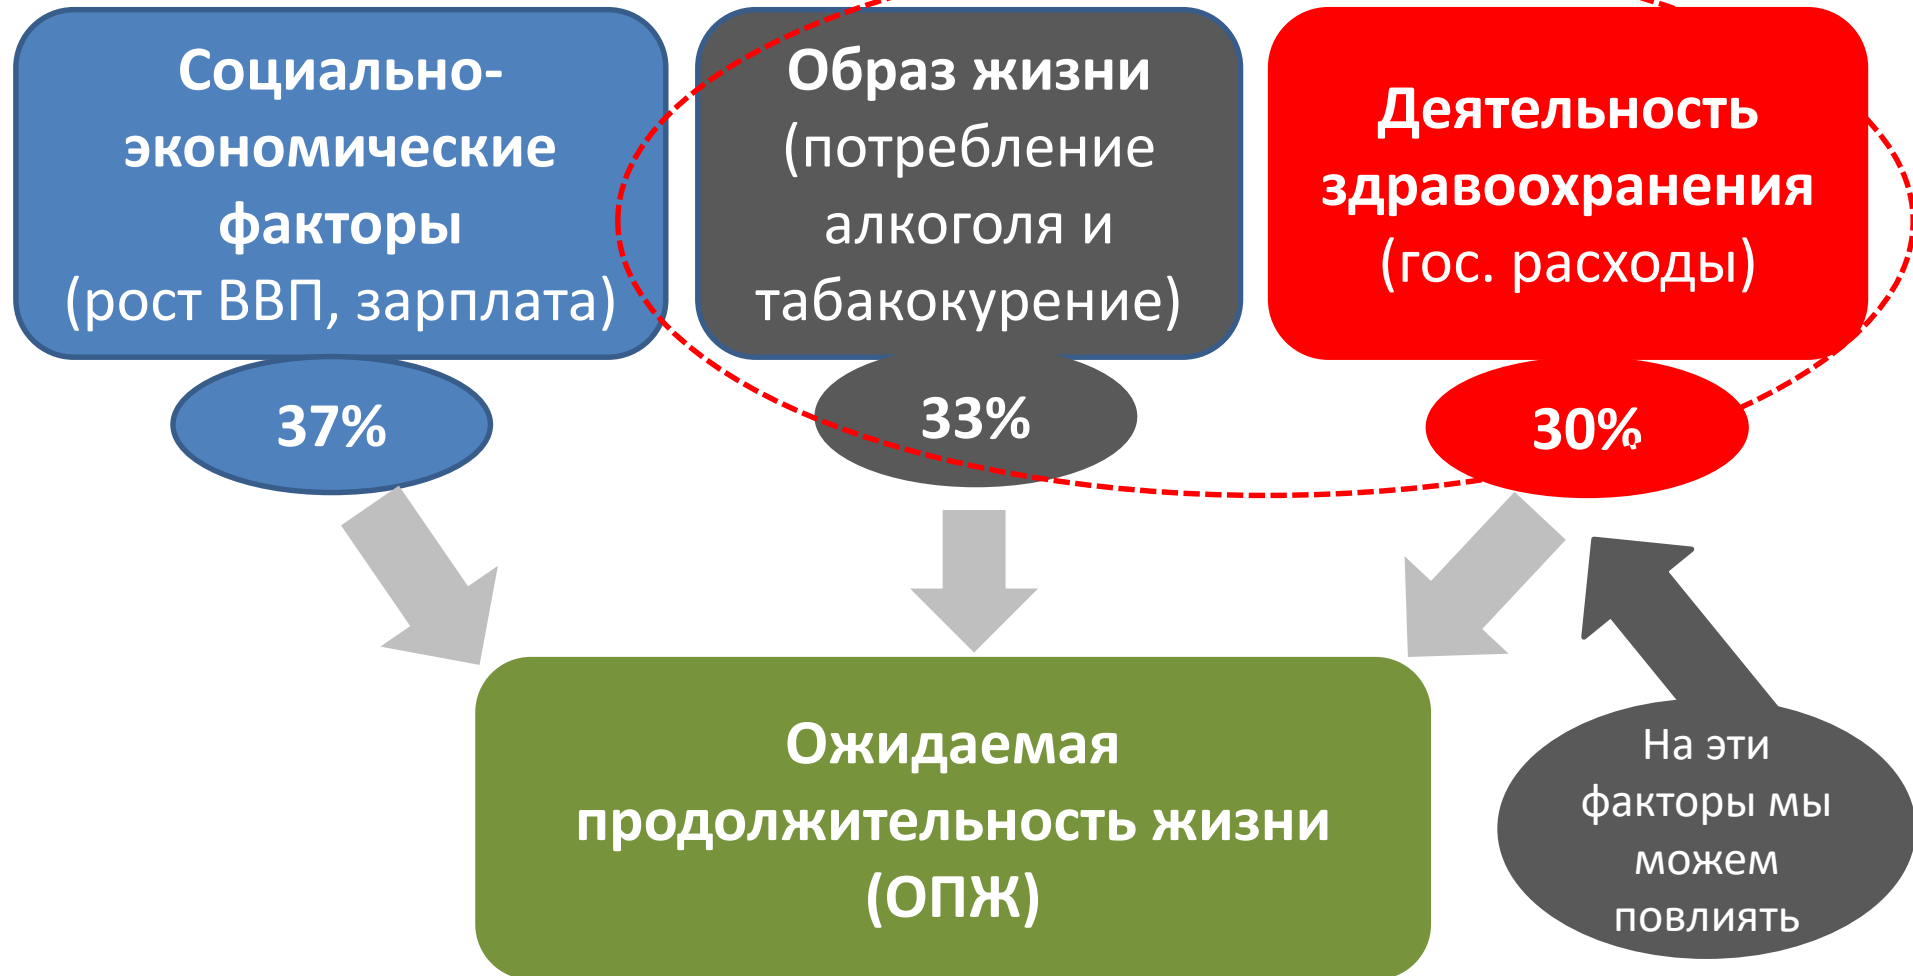 Социально-
экономические
факторы
(рост ВВП, зарплата)
37%
Образ жизни
(потребление
алкоголя и
табакокурение)
33%
Деятельность
здравоохранения
(гос. расходы)
30%
Ожидаемая
продолжительность жизни
(ОПЖ)
На эти
факторы мы
можем
повлиять